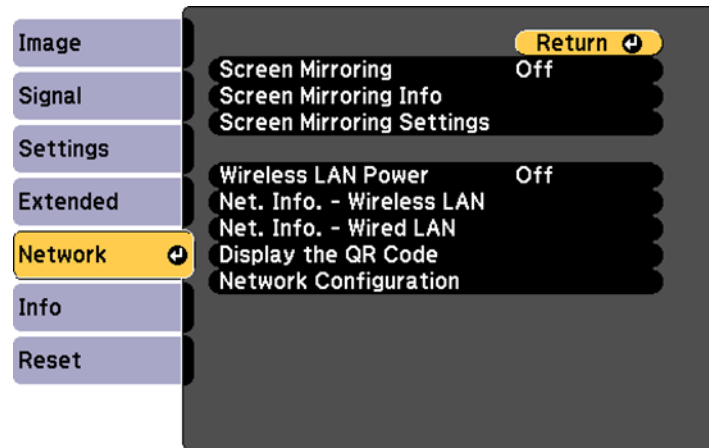 Image
Signal
Settings
Extended
Network
Info
Reset
Return
Screen Mirroring Off
Screen Mirroring Info
Screen Mirroring Settings
Wireless LAN Power Off
Net. Info. - Wireless LAN
Net. Info. - Wired LAN
Display the QR Code
Network Configuration